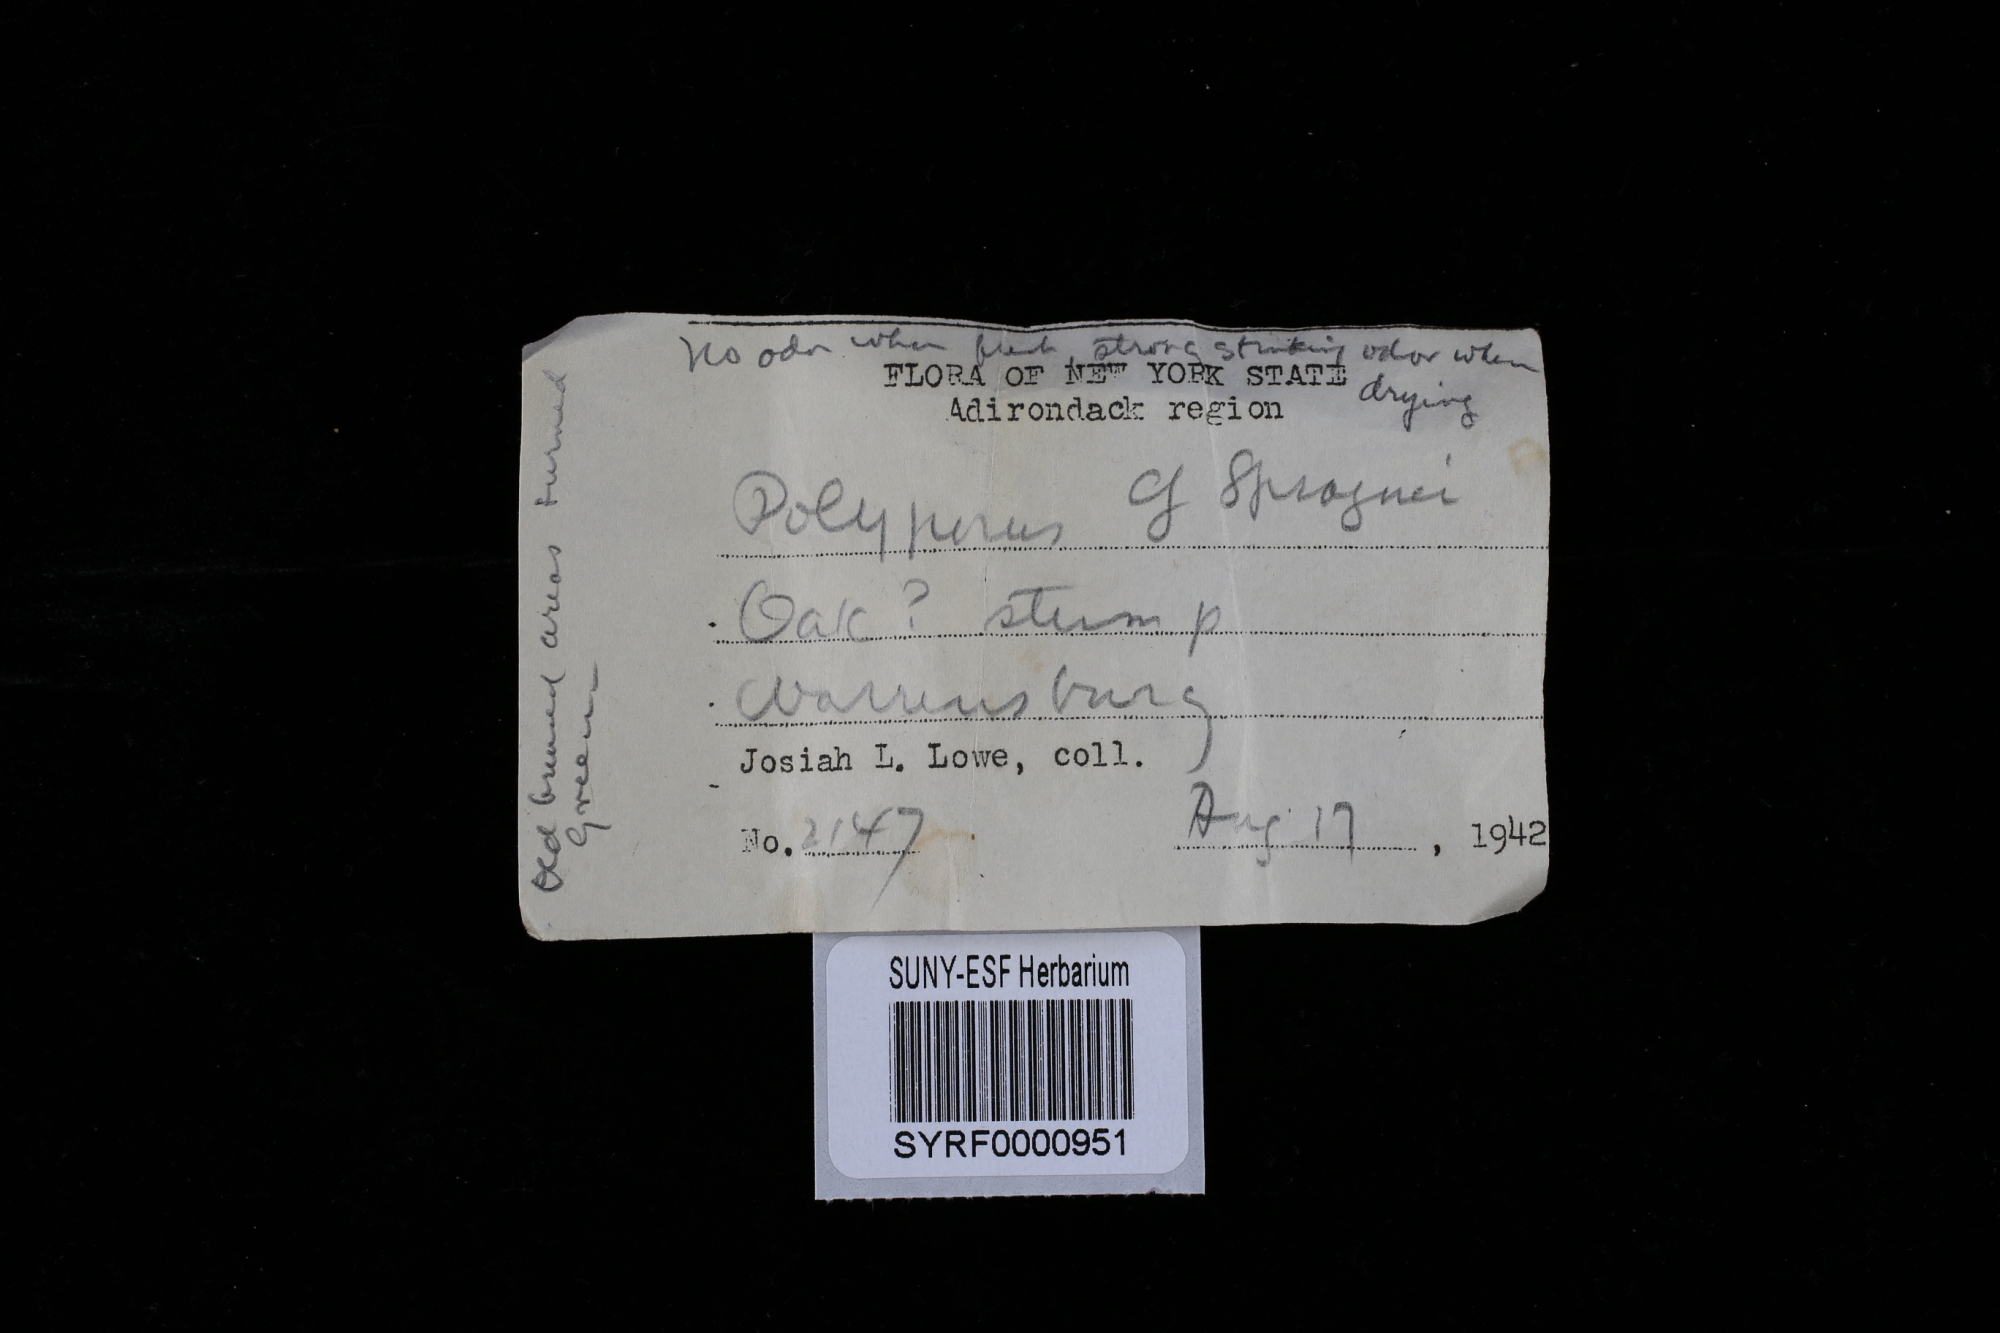 No odor when fresh, strong stinking odor when
drying
FLORA OF NEW YORK STATE
Adirondack region
Polyporus cf Spraguei
Oak? stump
Warrensburg
Josiah L. Lowe, coll.
No. 2147 Aug 17, 1942
Old bruised areas turned
Green
SUNY-ESF Herbarium
SYRF0000951